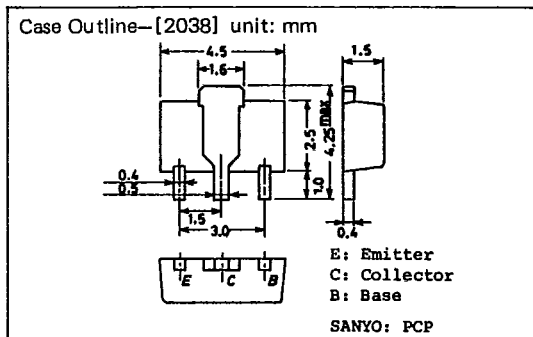 Case Outline–[2038] unit: mm
4.5
1.6
1.5
2.5
4.25max
1.0
0.4
0.5
1.5
3.0
0.4
E C B
E: Emitter
C: Collector
B: Base
SANYO: PCP